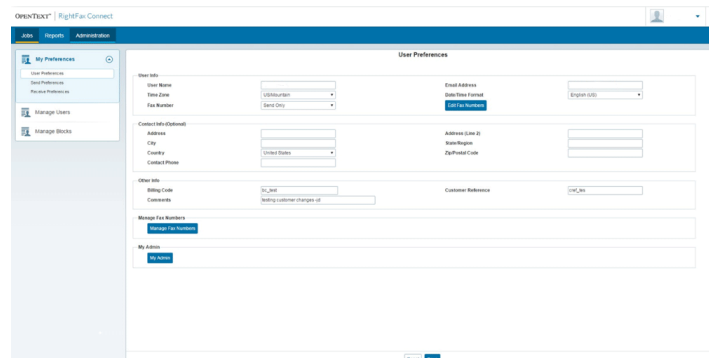 OPENTEXT™ | RightFax Connect
Jobs Reports Administration
My Preferences
User Preferences
Send Preferences
Receive Preferences
Manage Users
Manage Blocks
User Preferences
User Info
User Name Email Address
Time Zone US/Mountain Date/Time Format English (US)
Fax Number Send Only Edit Fax Numbers
Contact Info (Optional)
Address Address (Line 2)
City State/Region
Country United States Zip/Postal Code
Contact Phone
Other Info
Billing Code bc_test Customer Reference cref_tes
Comments testing customer changes
Manage Fax Numbers
Manage Fax Numbers
My Admin
My Admin